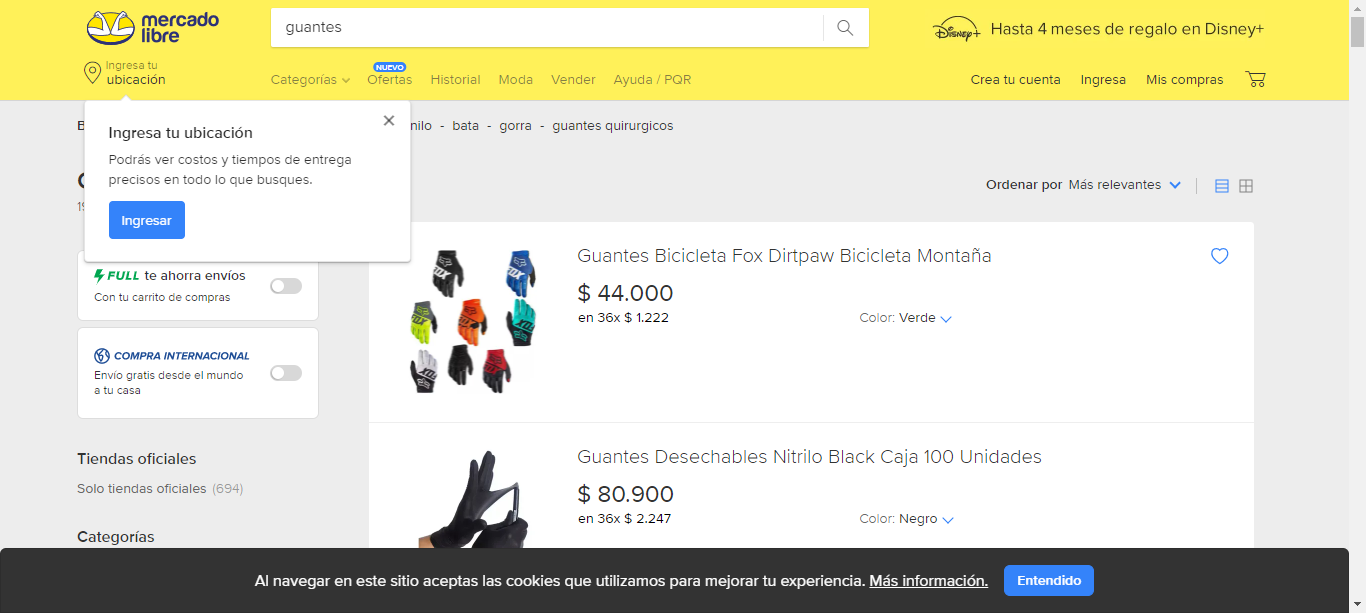 mercado
libre
guantes
Disney+ Hasta 4 meses de regalo en Disney+
Ingresa tu
ubicación
Categorías
NUEVO
Ofertas
Historial
Moda
Vender
Ayuda / PQR
Crea tu cuenta
Ingresa
Mis compras
- bata - gorra - guantes quirurgicos
Ingresa tu ubicación
Podrás ver costos y tiempos de entrega
precisos en todo lo que busques.
Ingresar
Ordenar por Más relevantes
FULL te ahorra envíos
Con tu carrito de compras
COMPRA INTERNACIONAL
Envío gratis desde el mundo
a tu casa
Tiendas oficiales
Solo tiendas oficiales (694)
Categorías
Guantes Bicicleta Fox Dirtpaw Bicicleta Montaña
$ 44.000
en 36x $ 1.222
Color: Verde
Guantes Desechables Nitrilo Black Caja 100 Unidades
$ 80.900
en 36x $ 2.247
Color: Negro
Al navegar en este sitio aceptas las cookies que utilizamos para mejorar tu experiencia. Más información.
Entendido